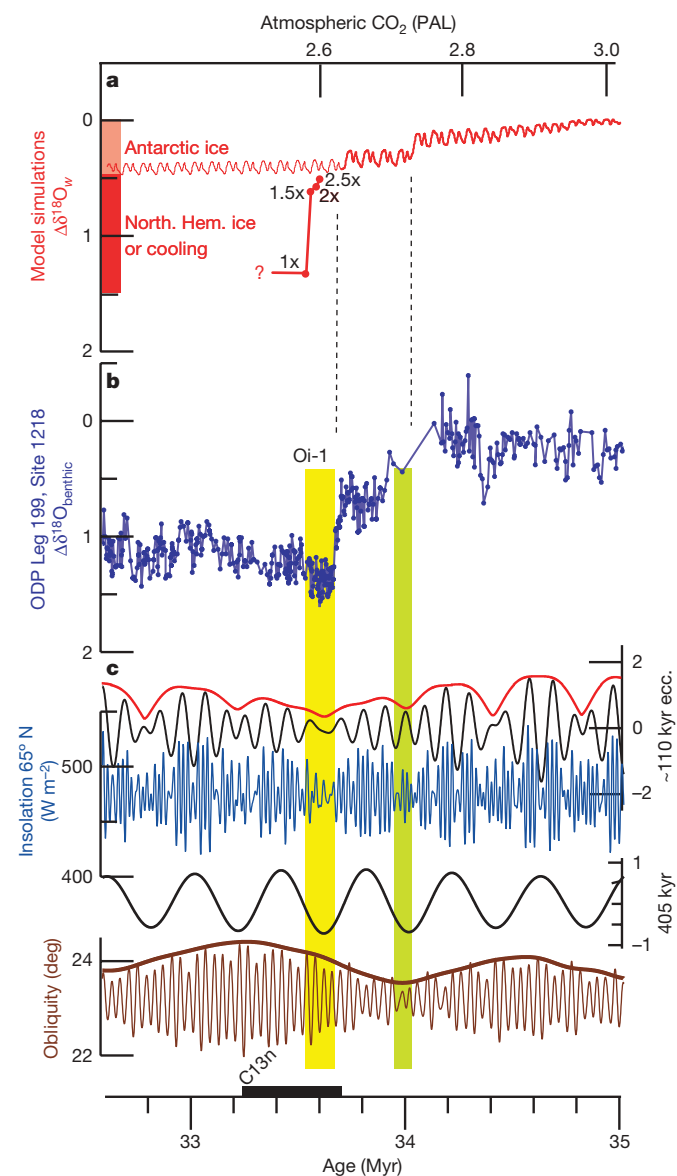 Atmospheric CO2 (PAL)
2.6 2.8 3.0
a
0
1
2
Model simulations
Δδ18Ow
Antarctic ice
North. Hem. ice
or cooling
2.5x
1.5x
2x
1x
?
b
0
1
2
ODP Leg 199, Site 1218
Δδ18Obenthic
Oi-1
c
500
400
Insolation 65º N
(W m−2)
2
0
−2
~110 kyr ecc.
1
−1
405 kyr
24
22
Obliquity (deg)
C13n
33 34 35
Age (Myr)